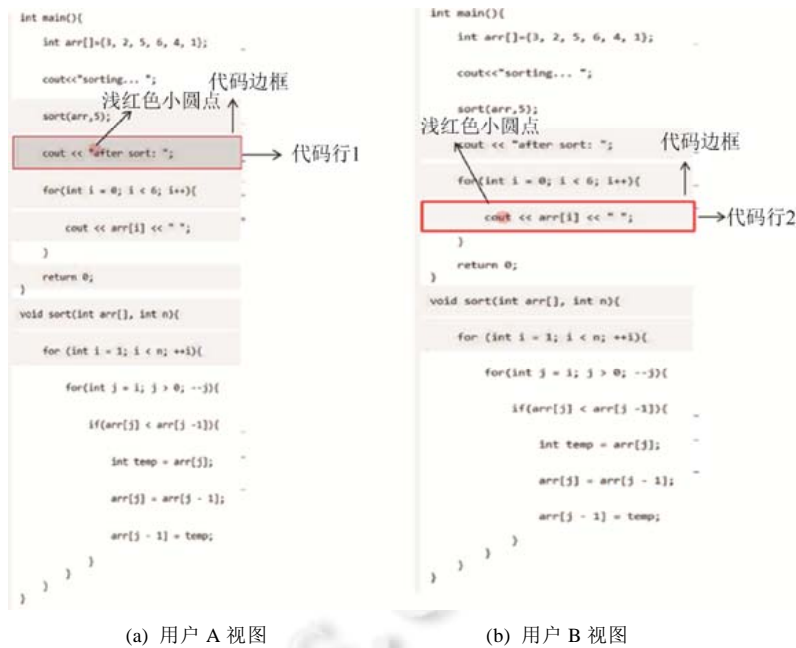 int main(){
int arr[]={3, 2, 5, 6, 4, 1};
cout<<"sorting... ";
代码边框
浅红色小圆点
sort(arr,5);
cout << "after sort: ";
代码行1
for(int i = 0; i < 6; i++){
cout << arr[i] << " ";
}
return 0;
}
void sort(int arr[], int n){
for (int i = 1; i < n; ++i){
for(int j = i; j > 0; --j){
if(arr[j] < arr[j -1]){
int temp = arr[j];
arr[j] = arr[j - 1];
arr[j - 1] = temp;
}
}
}
}
(a) 用户 A 视图
int main(){
int arr[]={3, 2, 5, 6, 4, 1};
cout<<"sorting... ";
sort(arr,5);
浅红色小圆点
cout << "after sort: ";
代码边框
for(int i = 0; i < 6; i++){
cout << arr[i] << " ";
代码行2
}
return 0;
}
void sort(int arr[], int n){
for (int i = 1; i < n; ++i){
for(int j = i; j > 0; --j){
if(arr[j] < arr[j -1]){
int temp = arr[j];
arr[j] = arr[j - 1];
arr[j - 1] = temp;
}
}
}
}
(b) 用户 B 视图